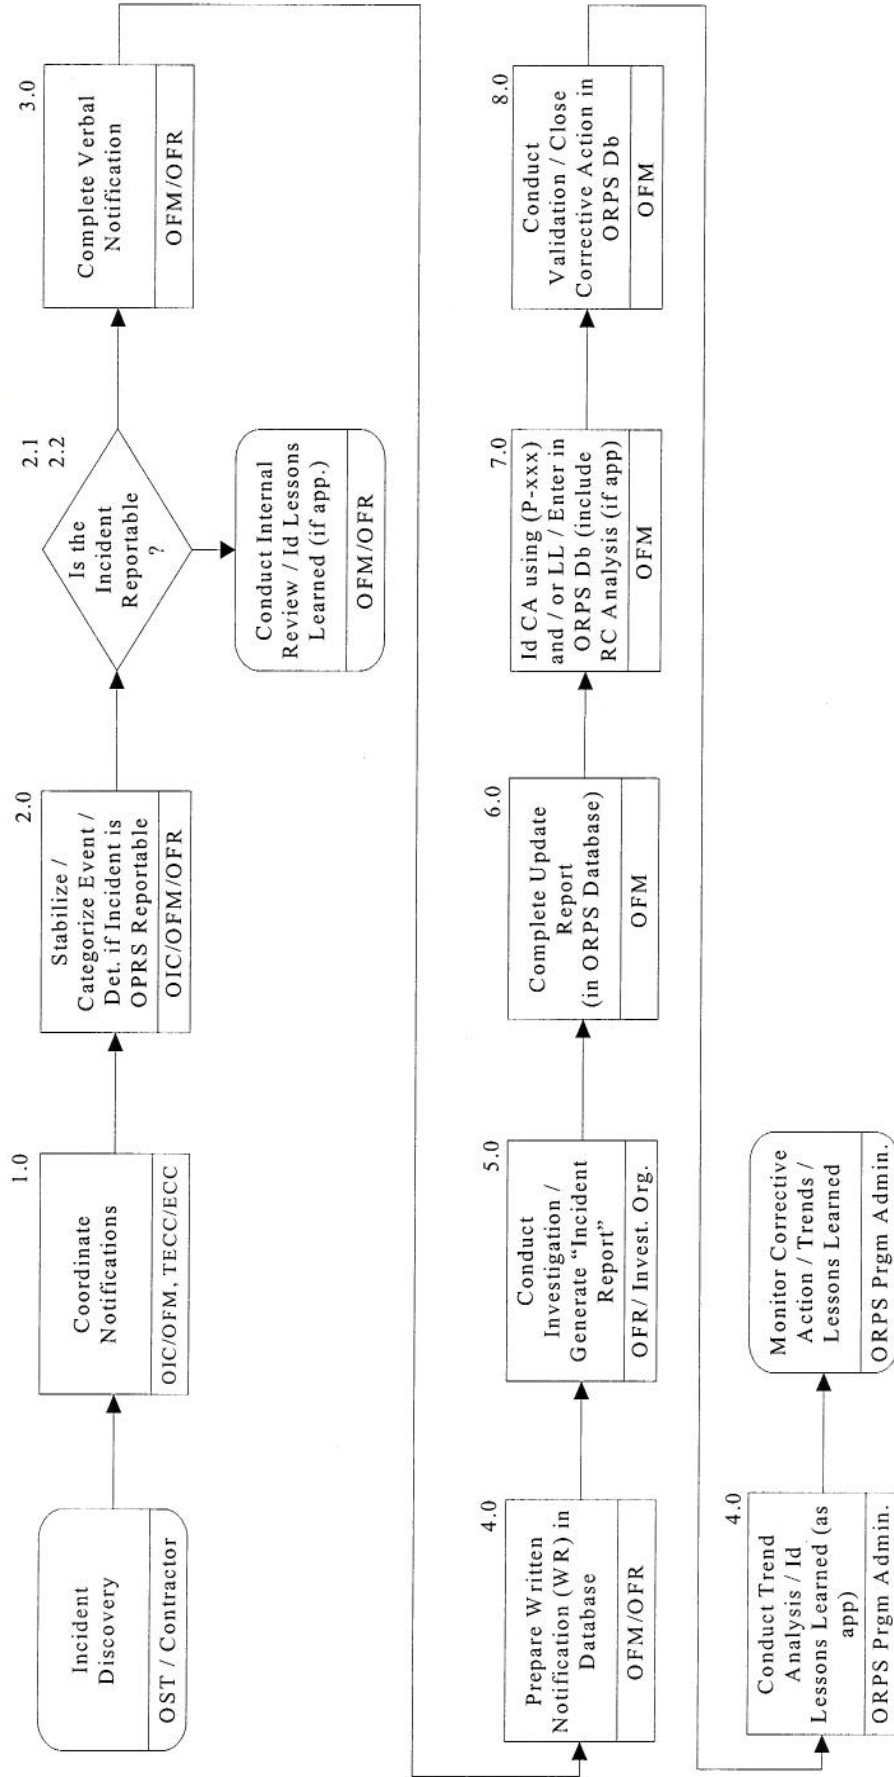 Incident
Discovery
OST / Contractor
1.0
Coordinate
Notifications
OIC/OFM, TECC/ECC
2.0
Stabilize /
Categorize Event /
Det. if Incident is
OPRS Reportable
OIC/OFM/OFR
2.1
2.2
Is the
Incident
Reportable
?
Conduct Internal
Review / Id Lessons
Learned (if app.)
OFM/OFR
3.0
Complete Verbal
Notification
OFM/OFR
4.0
Prepare Written
Notification (WR) in
Database
OFM/OFR
5.0
Conduct
Investigation /
Generate “Incident
Report”
OFR/ Invest. Org.
6.0
Complete Update
Report
(in ORPS Database)
OFM
7.0
Id CA using (P-xxx)
and / or LL / Enter in
ORPS Db (include
RC Analysis (if app)
OFM
8.0
Conduct
Validation / Close
Corrective Action in
ORPS Db
OFM
4.0
Conduct Trend
Analysis / Id
Lessons Learned (as
app)
ORPS Prgm Admin.
Monitor Corrective
Action / Trends /
Lessons Learned
ORPS Prgm Admin.